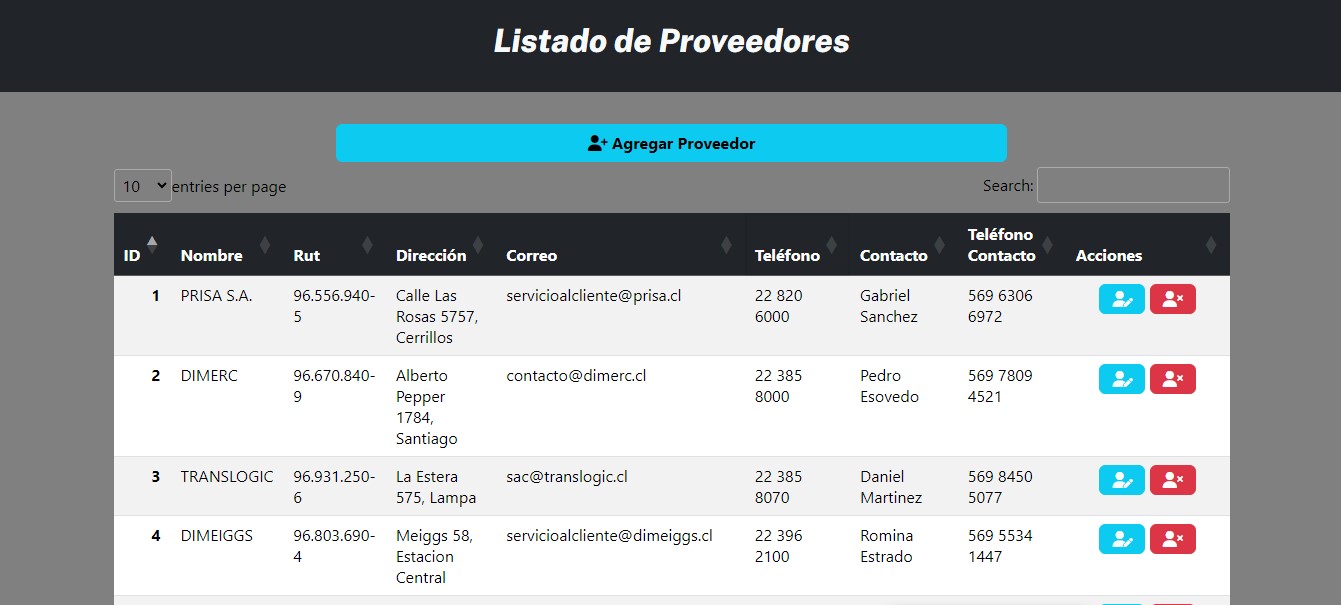 Listado de Proveedores
Agregar Proveedor
10 entries per page
Search:
ID Nombre Rut Dirección Correo Teléfono Contacto Teléfono Contacto Acciones
1 PRISA S.A. 96.556.940-5 Calle Las Rosas 5757, Cerrillos servicioalcliente@prisa.cl 22 820 6000 Gabriel Sanchez 569 6306 6972
2 DIMERC 96.670.840-9 Alberto Pepper 1784, Santiago contacto@dimerc.cl 22 385 8000 Pedro Esovedo 569 7809 4521
3 TRANSLOGIC 96.931.250-6 La Estera 575, Lampa sac@translogic.cl 22 385 8070 Daniel Martinez 569 8450 5077
4 DIMEIGGS 96.803.690-4 Meiggs 58, Estacion Central servicioalcliente@dimeiggs.cl 22 396 2100 Romina Estrado 569 5534 1447